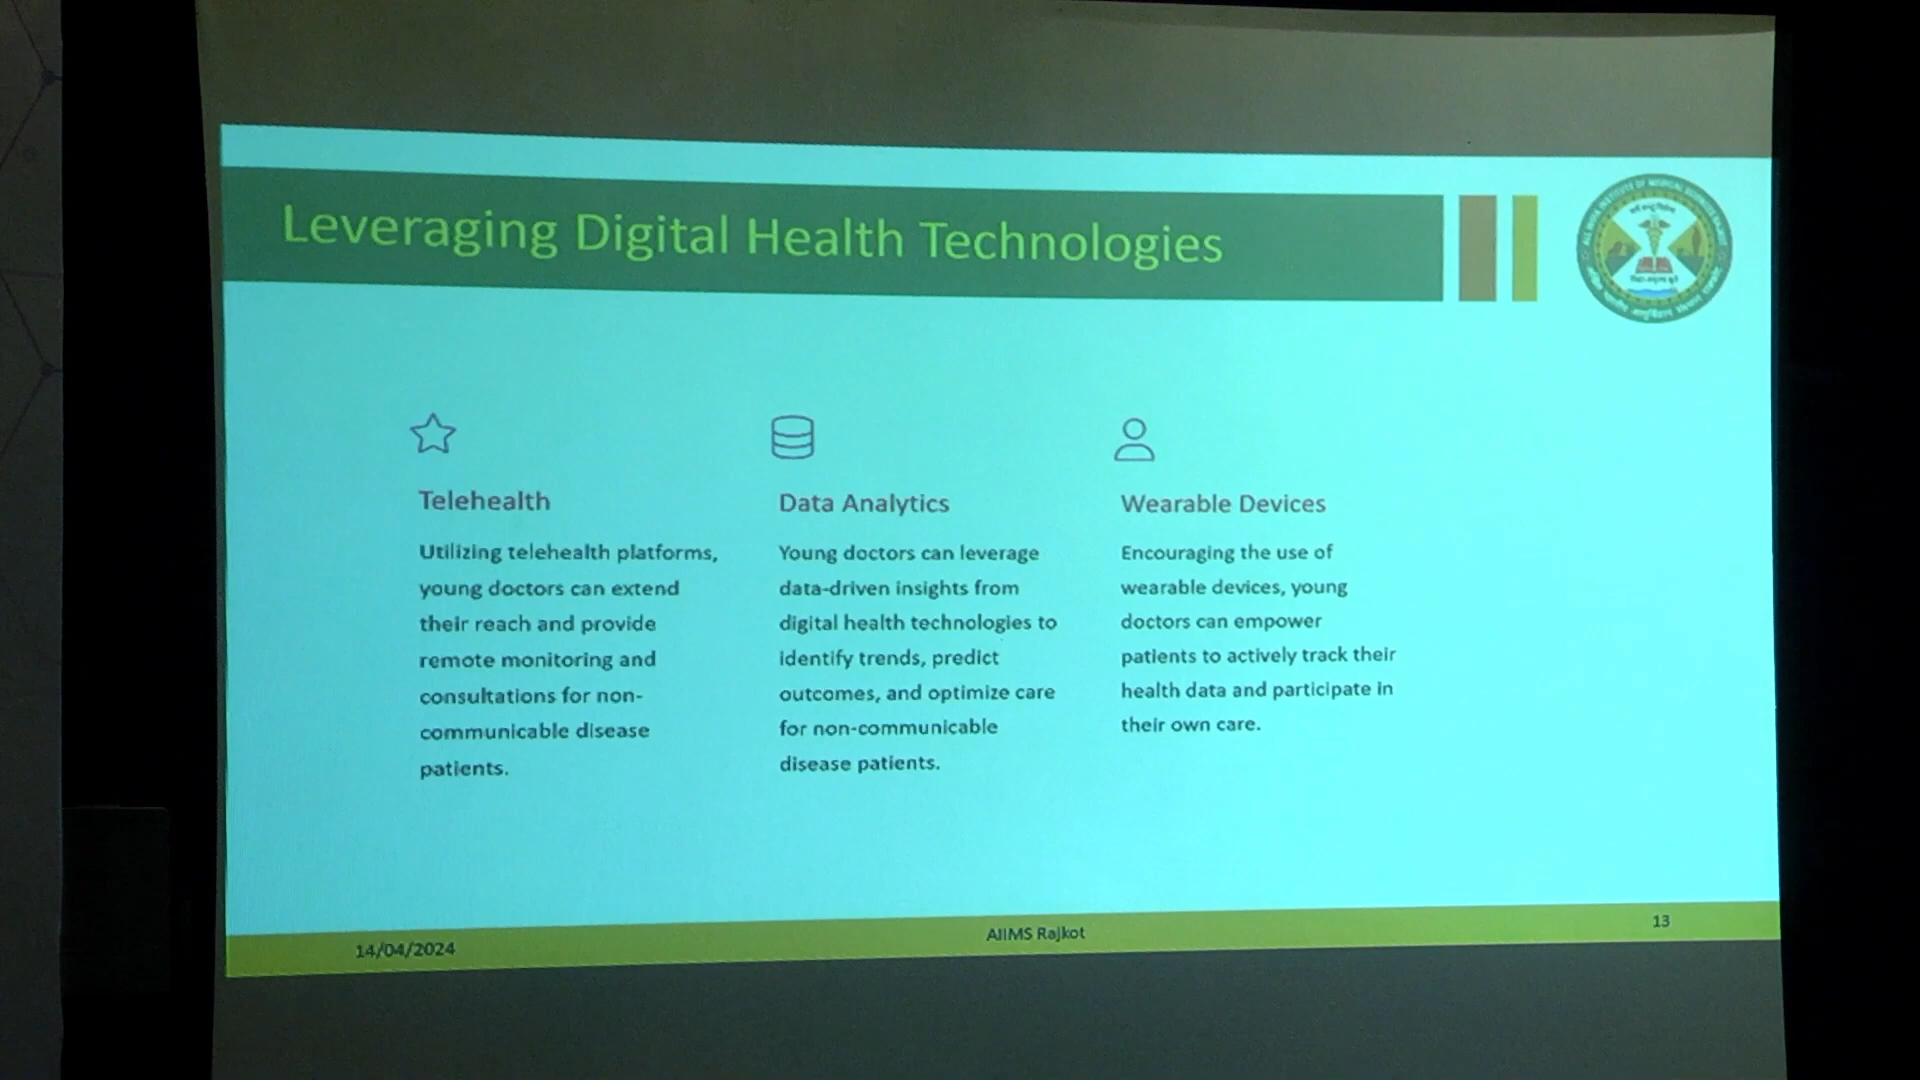 Leveraging Digital Health Technologies
Telehealth
Utilizing telehealth platforms,
young doctors can extend
their reach and provide
remote monitoring and
consultations for non-
communicable disease
patients.
Data Analytics
Young doctors can leverage
data-driven insights from
digital health technologies to
identify trends, predict
outcomes, and optimize care
for non-communicable
disease patients.
Wearable Devices
Encouraging the use of
wearable devices, young
doctors can empower
patients to actively track their
health data and participate in
their own care.
14/04/2024
AIIMS Rajkot
13